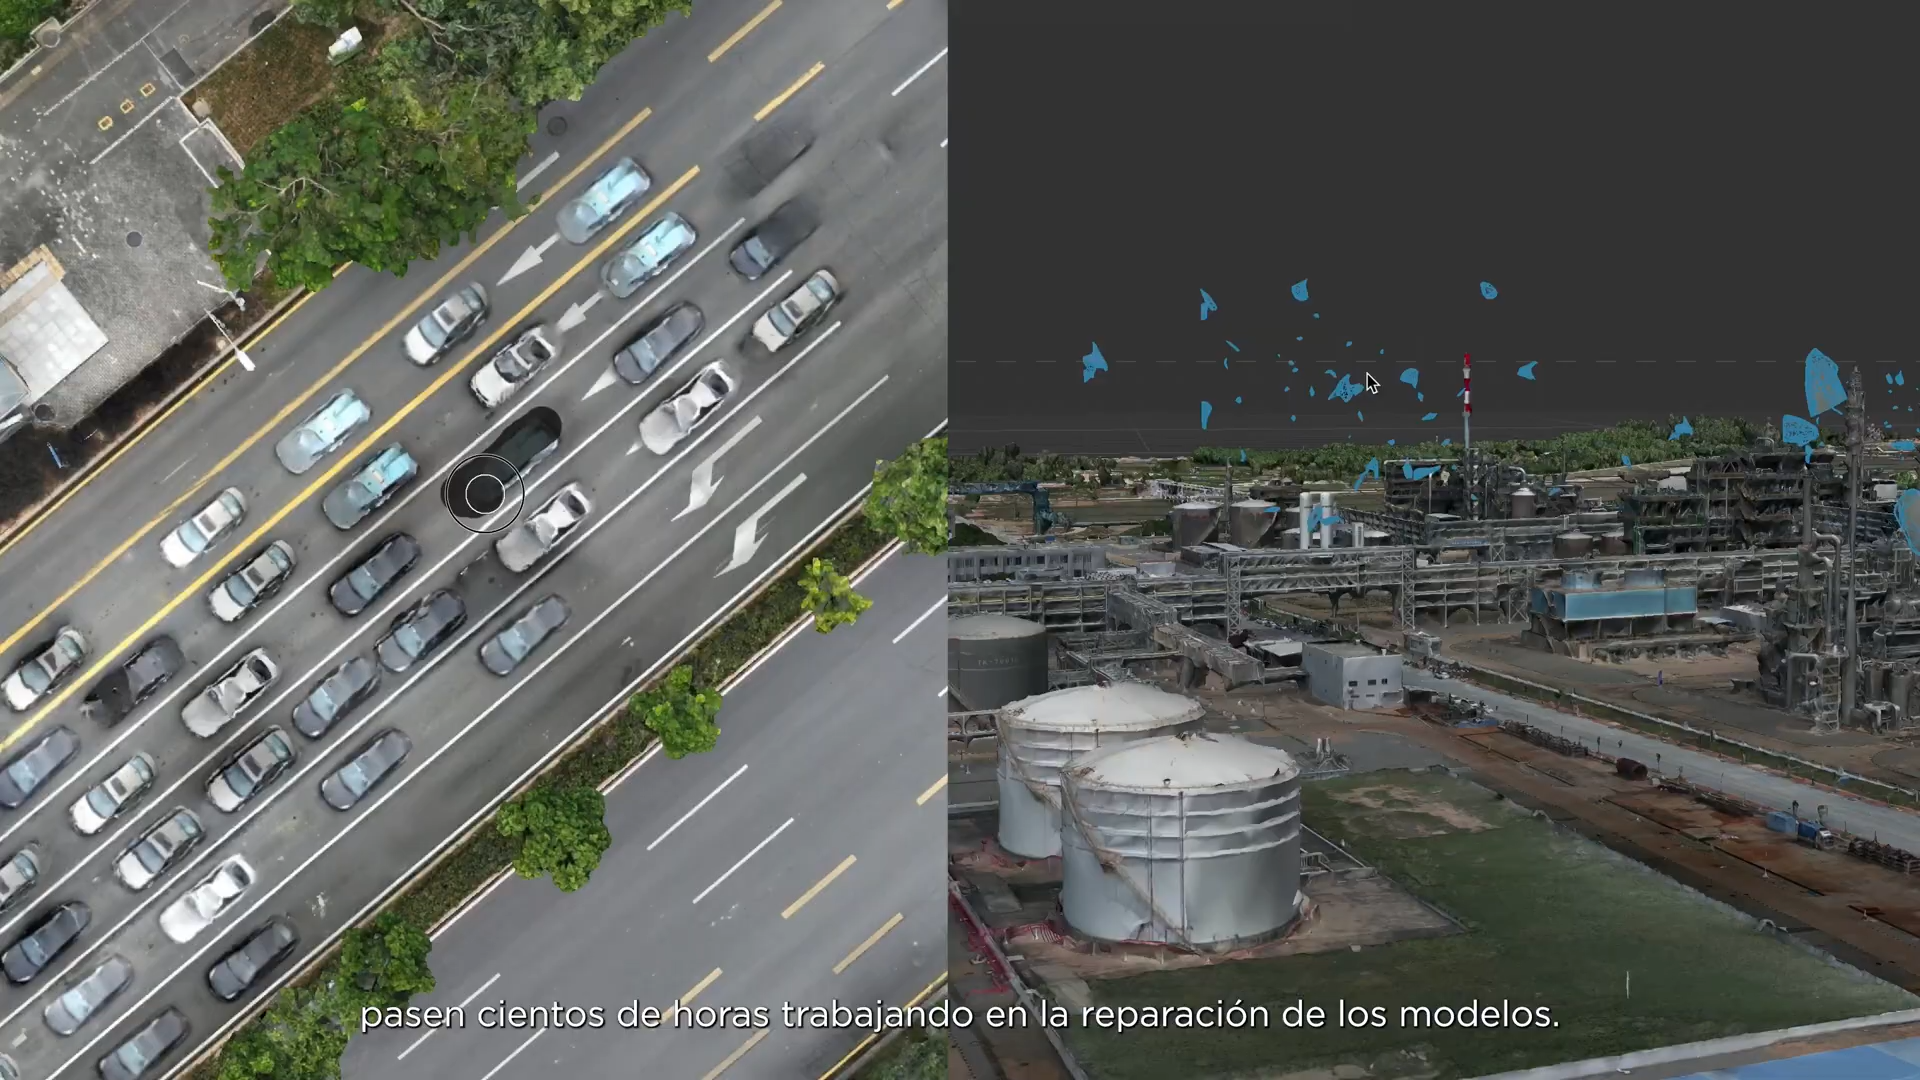 pasen cientos de horas trabajando en la reparación de los modelos.